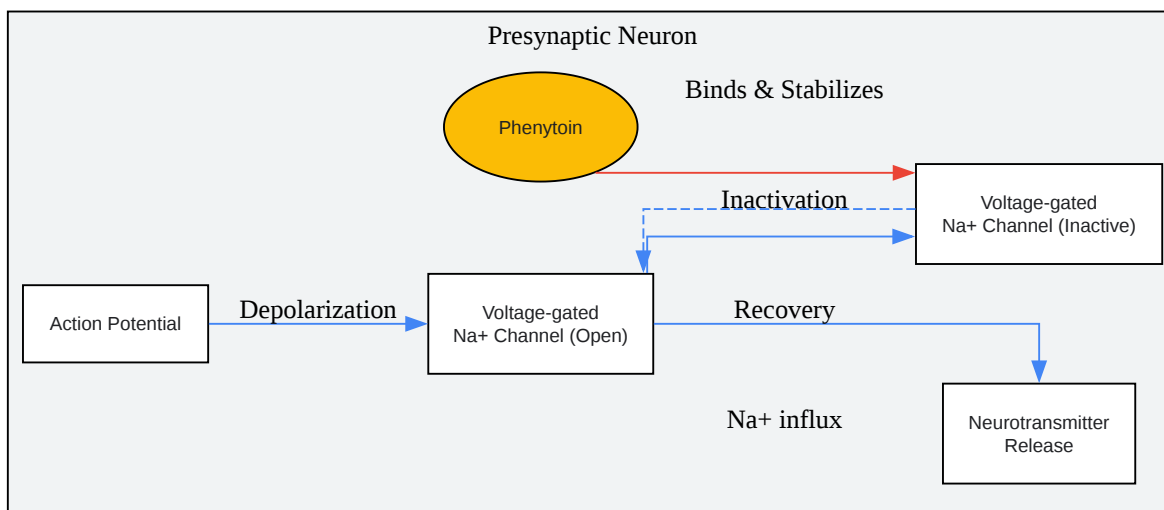 Presynaptic Neuron
Binds & Stabilizes
Phenytoin
Inactivation
Voltage-gated
Na+ Channel (Inactive)
Action Potential
Depolarization
Voltage-gated
Na+ Channel (Open)
Recovery
Na+ influx
Neurotransmitter
Release